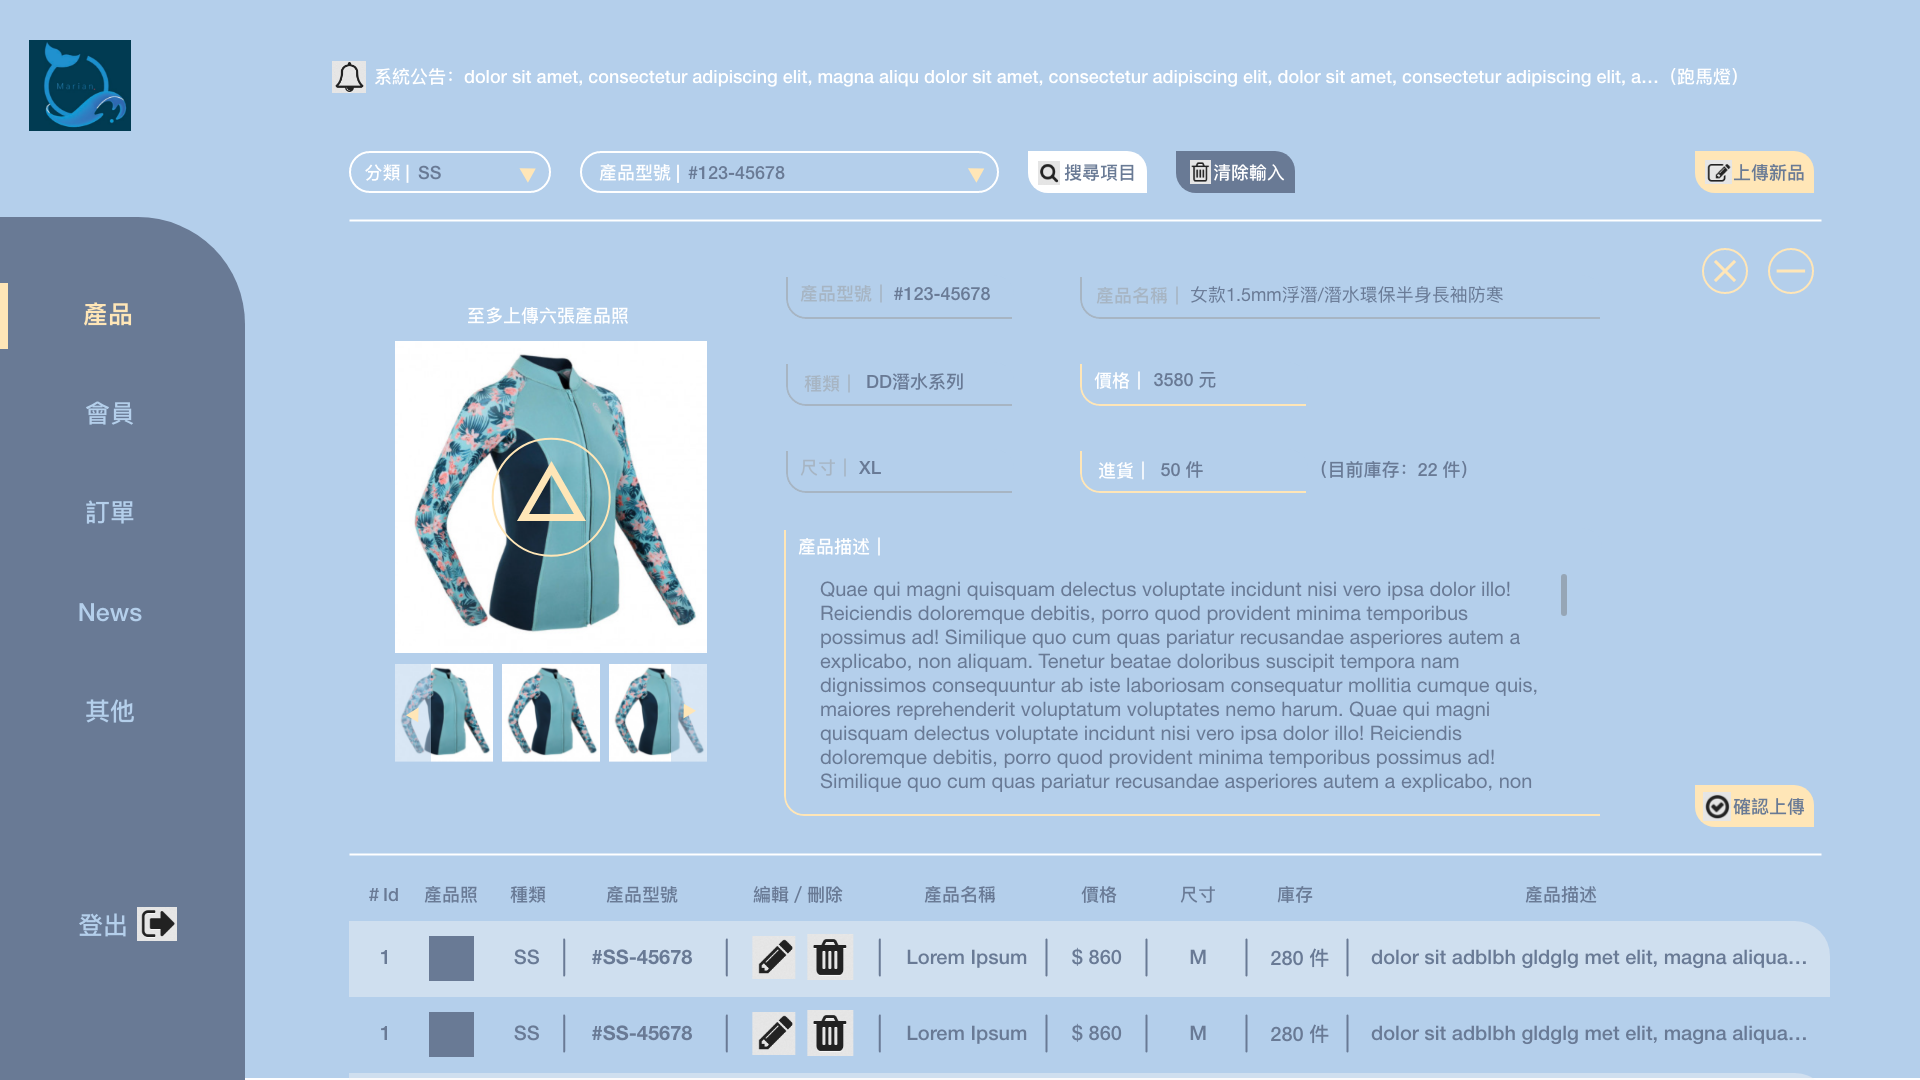 Marian.
系統公告：dolor sit amet, consectetur adipiscing elit, magna aliqu dolor sit amet, consectetur adipiscing elit, dolor sit amet, consectetur adipiscing elit, a...（跑馬燈）
分類 | SS
產品型號 | #123-45678
搜尋項目
清除輸入
上傳新品
產品
會員
訂單
News
其他
登出
至多上傳六張產品照
產品型號 | #123-45678
產品名稱 | 女款1.5mm浮潛/潛水環保半身長袖防寒
種類 | DD潛水系列
價格 | 3580 元
尺寸 | XL
進貨 | 50 件
（目前庫存：22 件）
產品描述 |
Quae qui magni quisquam delectus voluptate incidunt nisi vero ipsa dolor illo!
Reiciendis doloremque debitis, porro quod provident minima temporibus
possimus ad! Similique quo cum quas pariatur recusandae asperiores autem a
explicabo, non aliquam. Tenetur beatae doloribus suscipit tempora nam
dignissimos consequuntur ab iste laboriosam consequatur mollitia cumque quis,
maiores reprehenderit voluptatum voluptates nemo harum. Quae qui magni
quisquam delectus voluptate incidunt nisi vero ipsa dolor illo! Reiciendis
doloremque debitis, porro quod provident minima temporibus possimus ad!
Similique quo cum quas pariatur recusandae asperiores autem a explicabo, non
確認上傳
# Id 產品照 種類 產品型號 編輯 / 刪除 產品名稱 價格 尺寸 庫存 產品描述
1 SS #SS-45678 Lorem Ipsum $ 860 M 280 件 dolor sit adblbh gldglg met elit, magna aliqua...
1 SS #SS-45678 Lorem Ipsum $ 860 M 280 件 dolor sit adblbh gldglg met elit, magna aliqua...